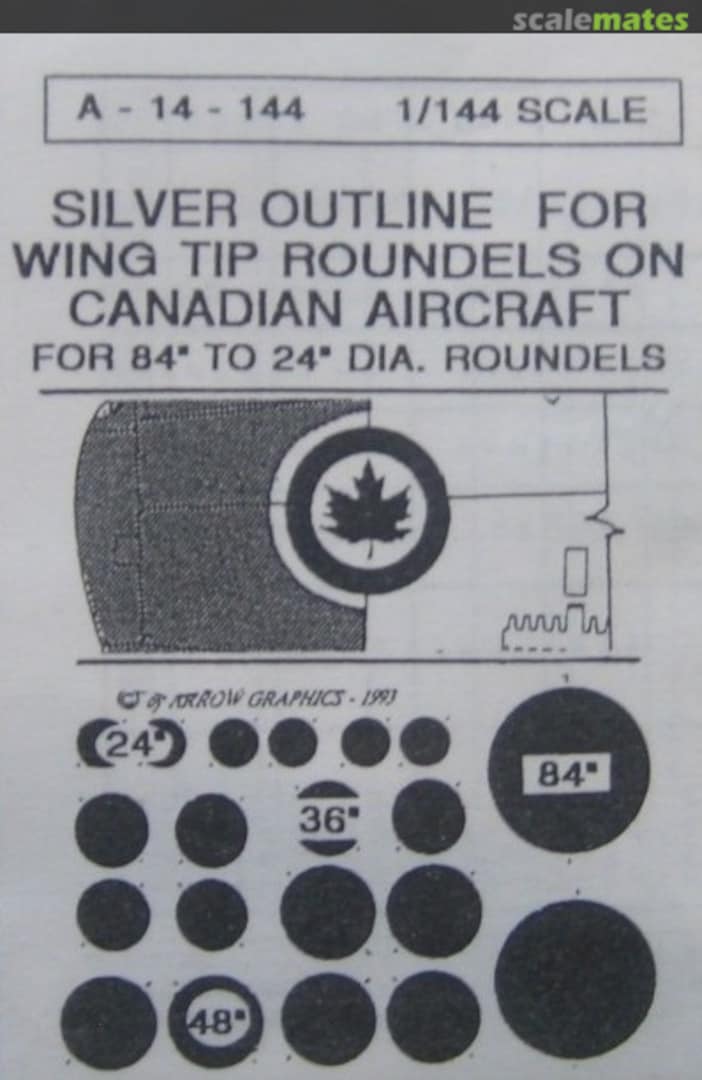 scalemates
A - 14 - 144 1/144 SCALE
SILVER OUTLINE FOR
WING TIP ROUNDELS ON
CANADIAN AIRCRAFT
FOR 84" TO 24" DIA. ROUNDELS
ARROW GRAPHICS - 1993
24"
84"
36"
48"